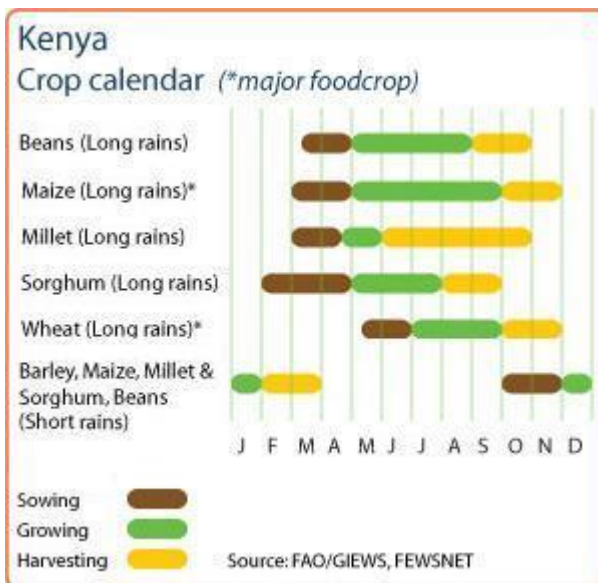 Kenya
Crop calendar (*major foodcrop)
Beans (Long rains)
Maize (Long rains)*
Millet (Long rains)
Sorghum (Long rains)
Wheat (Long rains)*
Barley, Maize, Millet &
Sorghum, Beans
(Short rains)
J F M A M J J A S O N D
Sowing
Growing
Harvesting
Source: FAO/GIEWS, FEWSNET